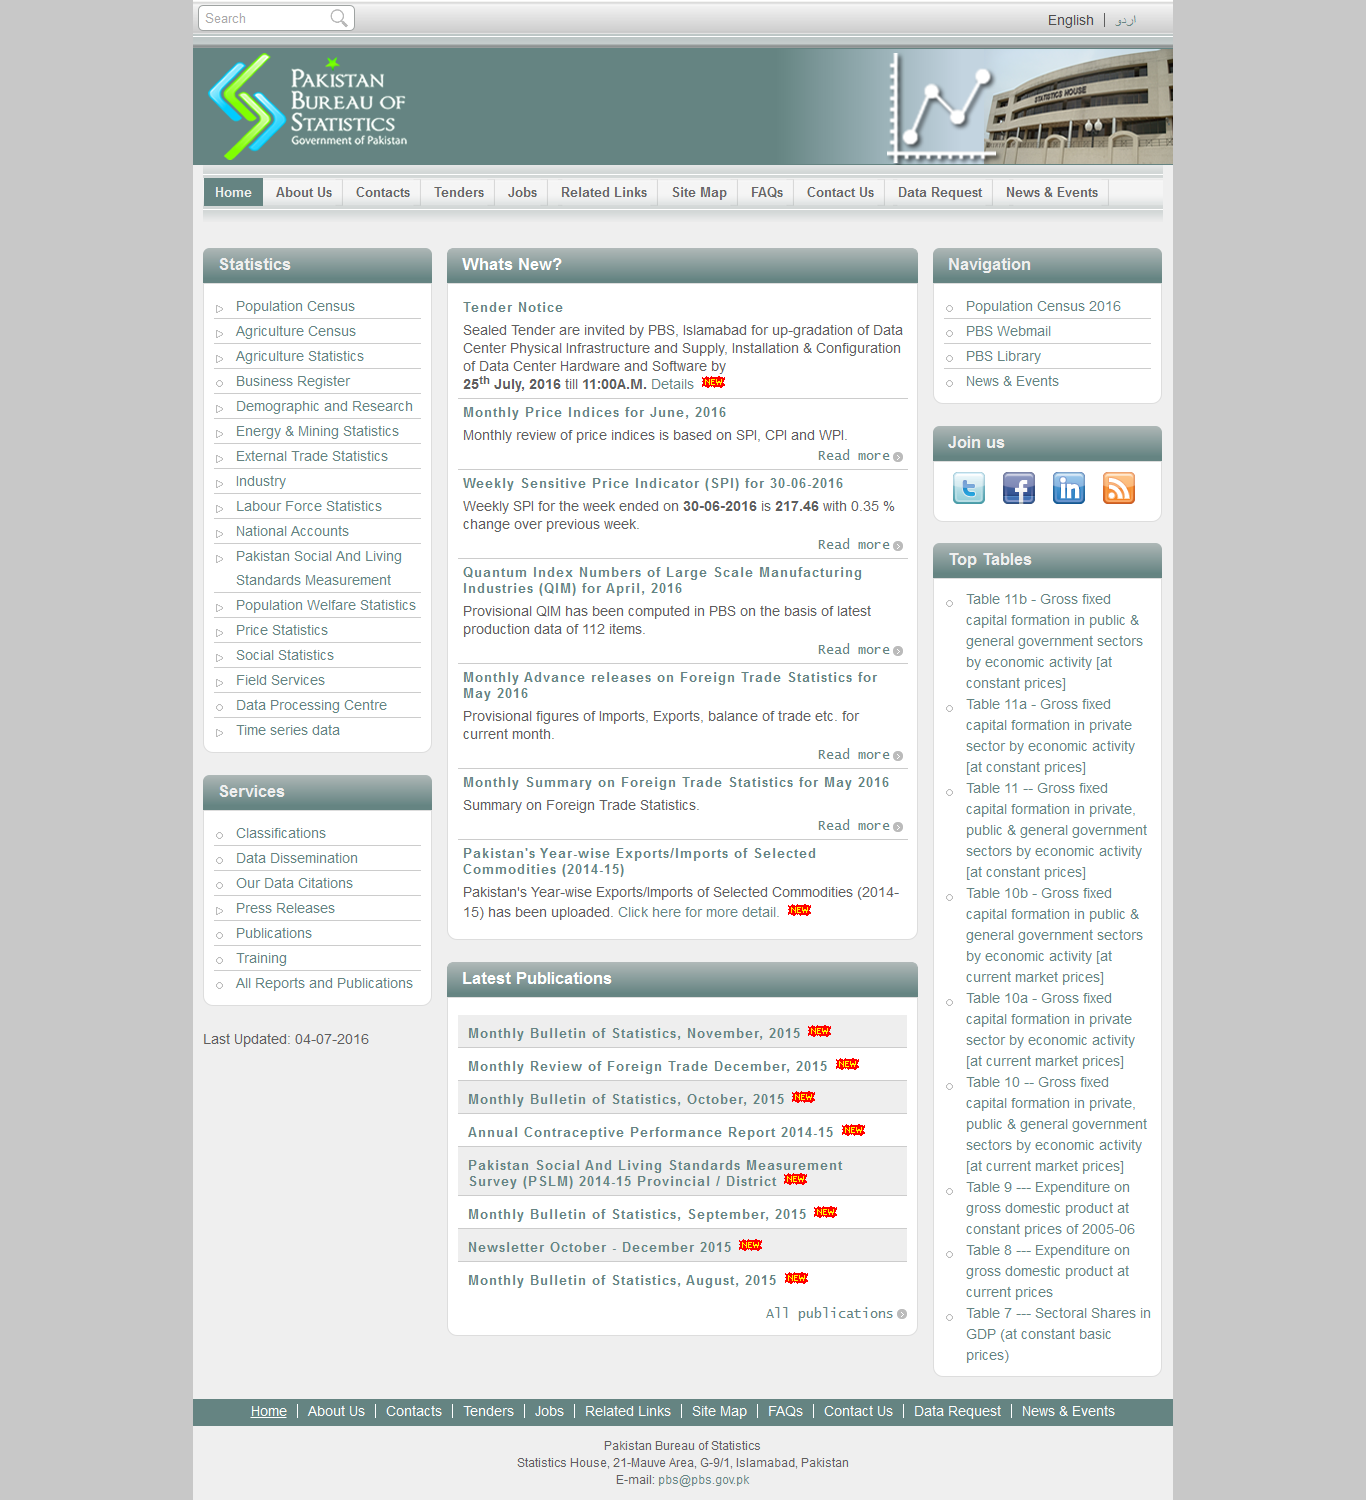 Search
English | اردو
PAKISTAN
BUREAU OF
STATISTICS
Government of Pakistan
STATISTICS HOUSE
Home
About Us
Contacts
Tenders
Jobs
Related Links
Site Map
FAQs
Contact Us
Data Request
News & Events
Statistics
Population Census
Agriculture Census
Agriculture Statistics
Business Register
Demographic and Research
Energy & Mining Statistics
External Trade Statistics
Industry
Labour Force Statistics
National Accounts
Pakistan Social And Living
Standards Measurement
Population Welfare Statistics
Price Statistics
Social Statistics
Field Services
Data Processing Centre
Time series data
Services
Classifications
Data Dissemination
Our Data Citations
Press Releases
Publications
Training
All Reports and Publications
Last Updated: 04-07-2016
Whats New?
Tender Notice
Sealed Tender are invited by PBS, Islamabad for up-gradation of Data
Center Physical Infrastructure and Supply, Installation & Configuration
of Data Center Hardware and Software by
25th July, 2016 till 11:00A.M. Details NEW
Monthly Price Indices for June, 2016
Monthly review of price indices is based on SPI, CPI and WPI.
Read more
Weekly Sensitive Price Indicator (SPI) for 30-06-2016
Weekly SPI for the week ended on 30-06-2016 is 217.46 with 0.35 %
change over previous week.
Read more
Quantum Index Numbers of Large Scale Manufacturing
Industries (QIM) for April, 2016
Provisional QIM has been computed in PBS on the basis of latest
production data of 112 items.
Read more
Monthly Advance releases on Foreign Trade Statistics for
May 2016
Provisional figures of Imports, Exports, balance of trade etc. for
current month.
Read more
Monthly Summary on Foreign Trade Statistics for May 2016
Summary on Foreign Trade Statistics.
Read more
Pakistan's Year-wise Exports/Imports of Selected
Commodities (2014-15)
Pakistan's Year-wise Exports/Imports of Selected Commodities (2014-
15) has been uploaded. Click here for more detail. NEW
Latest Publications
Monthly Bulletin of Statistics, November, 2015 NEW
Monthly Review of Foreign Trade December, 2015 NEW
Monthly Bulletin of Statistics, October, 2015 NEW
Annual Contraceptive Performance Report 2014-15 NEW
Pakistan Social And Living Standards Measurement
Survey (PSLM) 2014-15 Provincial / District NEW
Monthly Bulletin of Statistics, September, 2015 NEW
Newsletter October - December 2015 NEW
Monthly Bulletin of Statistics, August, 2015 NEW
All publications
Navigation
Population Census 2016
PBS Webmail
PBS Library
News & Events
Join us
Top Tables
Table 11b - Gross fixed
capital formation in public &
general government sectors
by economic activity [at
constant prices]
Table 11a - Gross fixed
capital formation in private
sector by economic activity
[at constant prices]
Table 11 -- Gross fixed
capital formation in private,
public & general government
sectors by economic activity
[at constant prices]
Table 10b - Gross fixed
capital formation in public &
general government sectors
by economic activity [at
current market prices]
Table 10a - Gross fixed
capital formation in private
sector by economic activity
[at current market prices]
Table 10 -- Gross fixed
capital formation in private,
public & general government
sectors by economic activity
[at current market prices]
Table 9 --- Expenditure on
gross domestic product at
constant prices of 2005-06
Table 8 --- Expenditure on
gross domestic product at
current prices
Table 7 --- Sectoral Shares in
GDP (at constant basic
prices)
Home | About Us | Contacts | Tenders | Jobs | Related Links | Site Map | FAQs | Contact Us | Data Request | News & Events
Pakistan Bureau of Statistics
Statistics House, 21-Mauve Area, G-9/1, Islamabad, Pakistan
E-mail: pbs@pbs.gov.pk